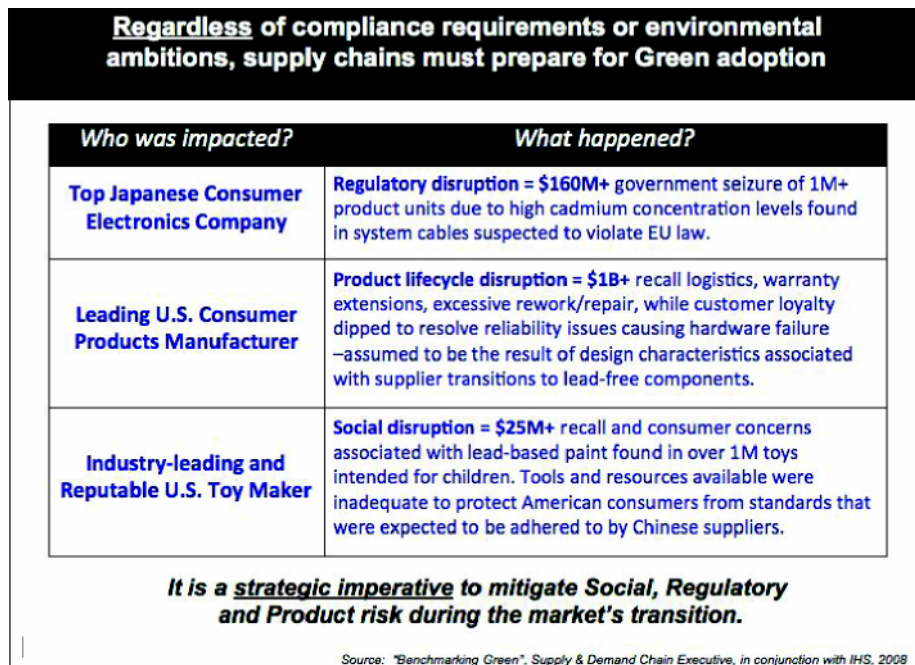 Regardless of compliance requirements or environmental
ambitions, supply chains must prepare for Green adoption
Who was impacted?
What happened?
Top Japanese Consumer
Electronics Company
Regulatory disruption = $160M+ government seizure of 1M+
product units due to high cadmium concentration levels found
in system cables suspected to violate EU law.
Leading U.S. Consumer
Products Manufacturer
Product lifecycle disruption = $1B+ recall logistics, warranty
extensions, excessive rework/repair, while customer loyalty
dipped to resolve reliability issues causing hardware failure
–assumed to be the result of design characteristics associated
with supplier transitions to lead-free components.
Industry-leading and
Reputable U.S. Toy Maker
Social disruption = $25M+ recall and consumer concerns
associated with lead-based paint found in over 1M toys
intended for children. Tools and resources available were
inadequate to protect American consumers from standards that
were expected to be adhered to by Chinese suppliers.
It is a strategic imperative to mitigate Social, Regulatory
and Product risk during the market's transition.
Source: "Benchmarking Green", Supply & Demand Chain Executive, in conjunction with IHS, 2008